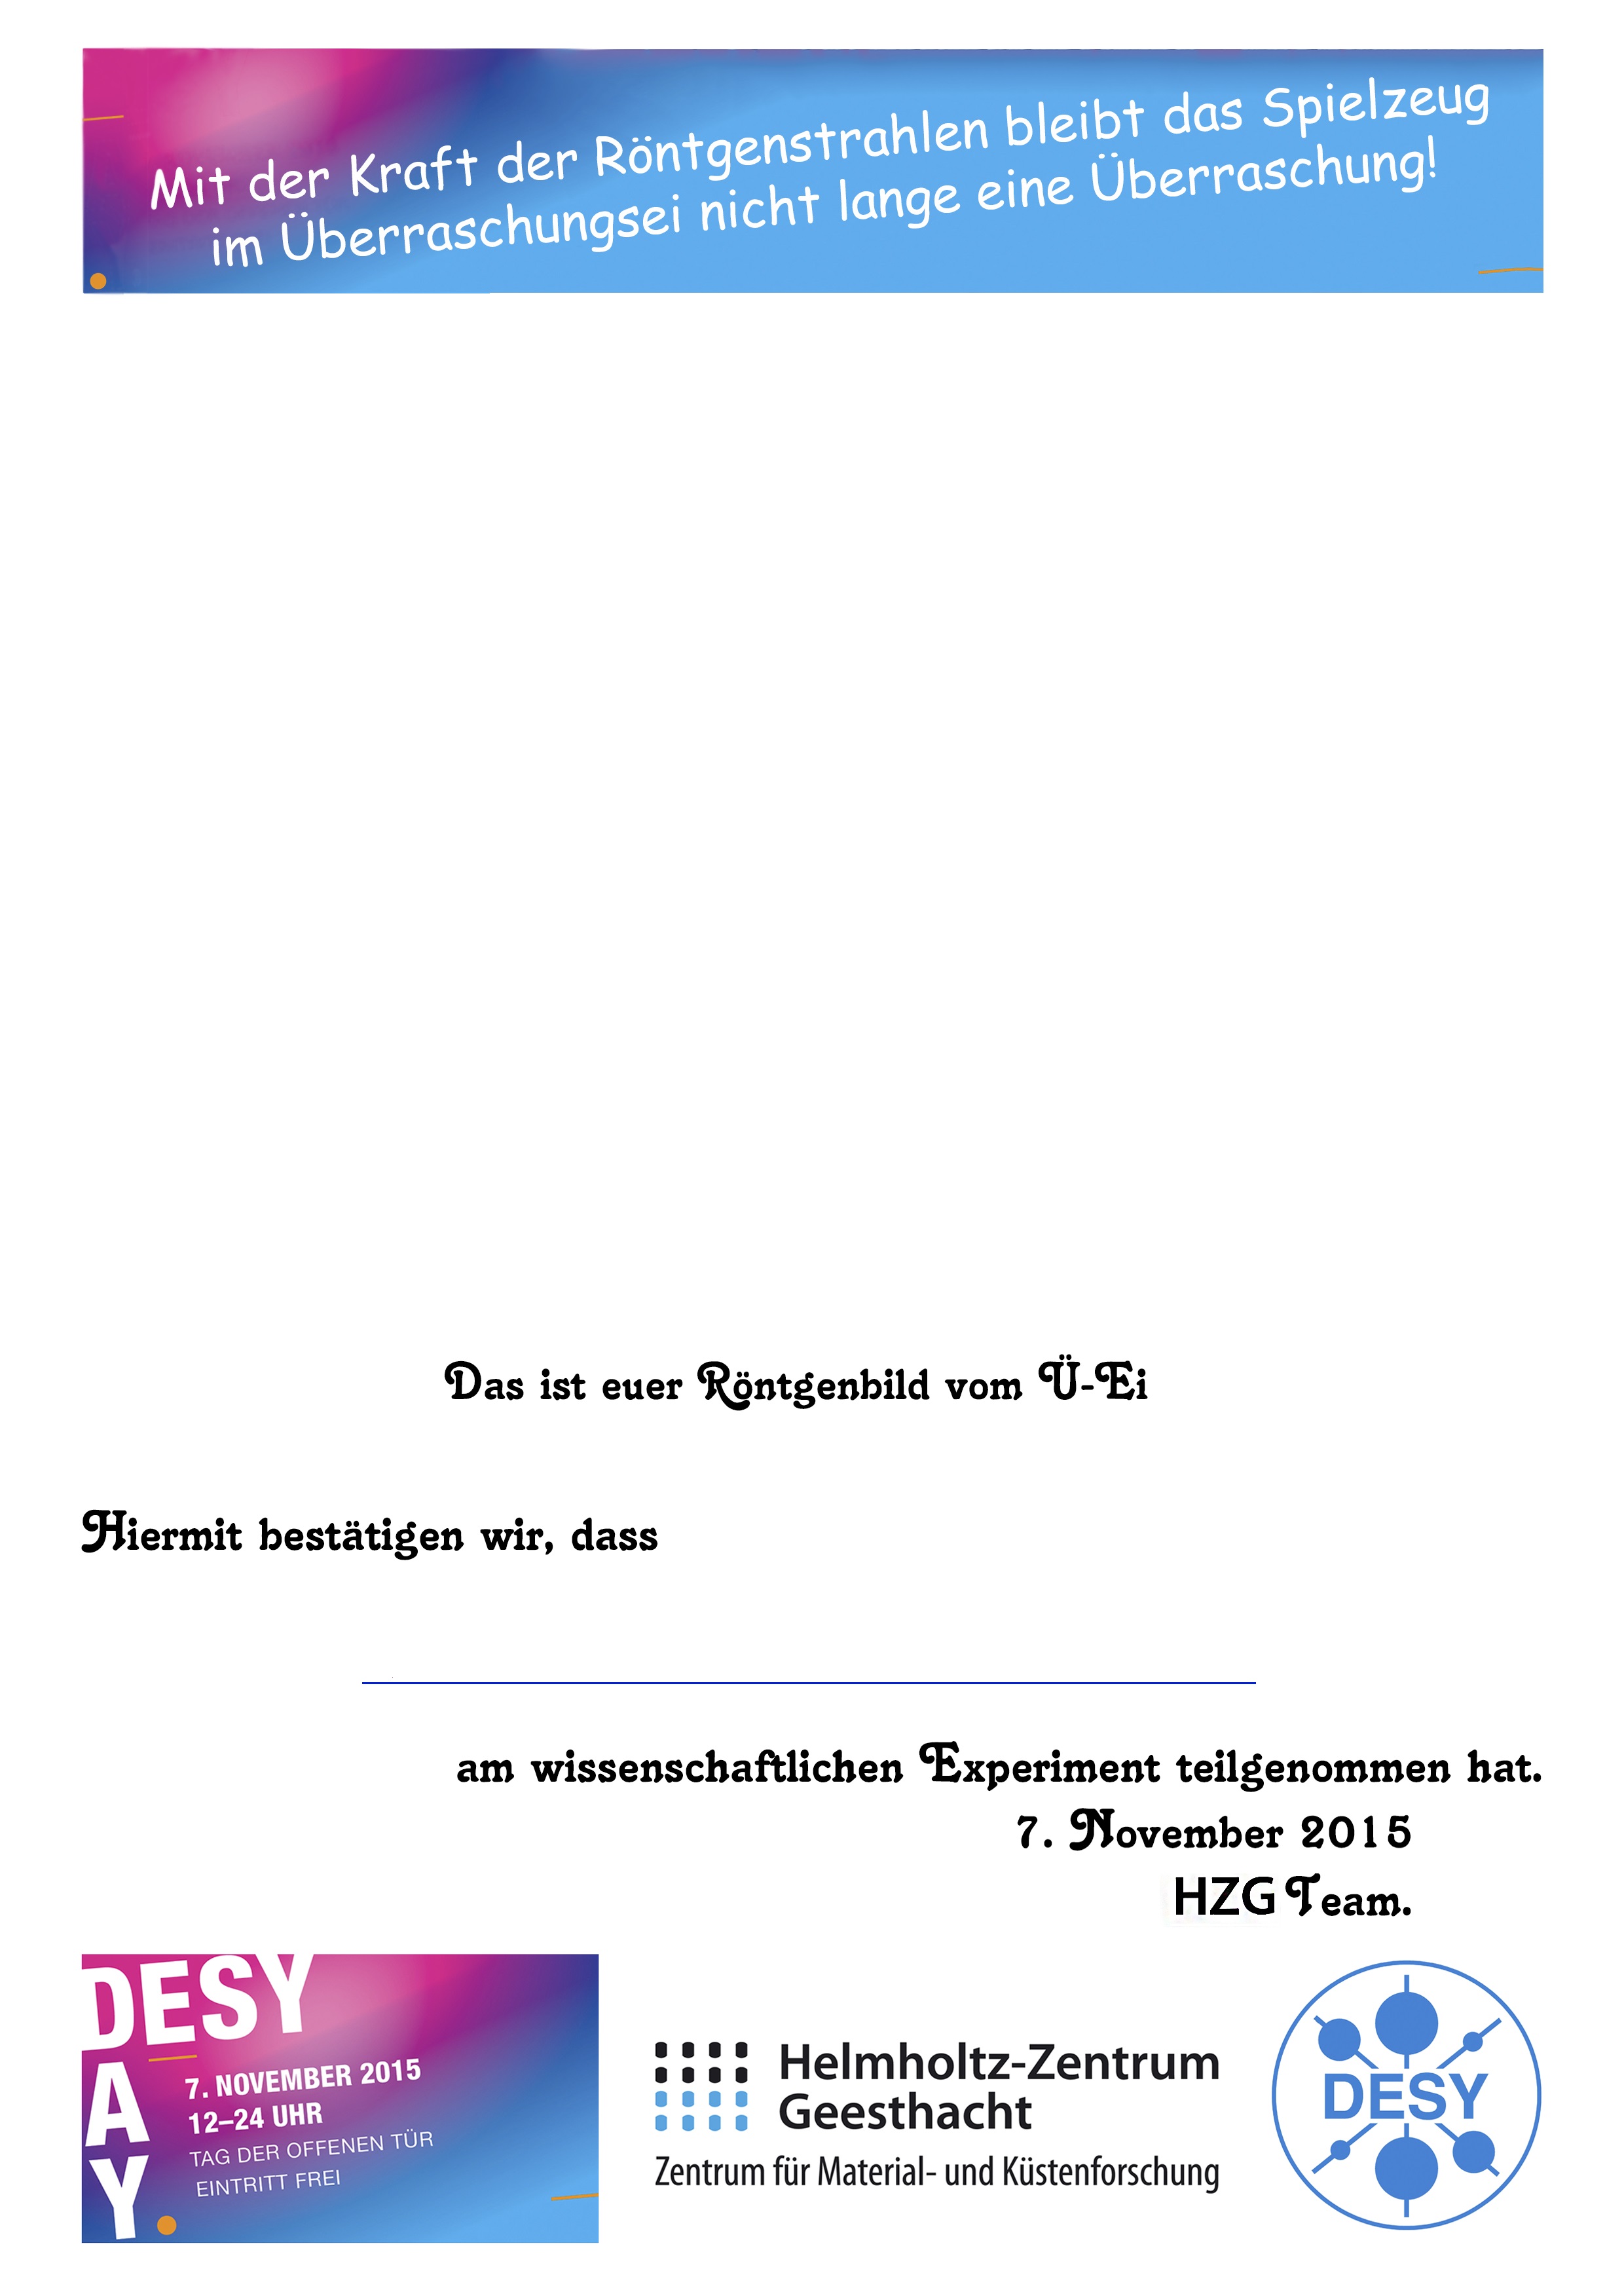 Mit der Kraft der Röntgenstrahlen bleibt das Spielzeug
im Überraschungsei nicht lange eine Überraschung!
Das ist euer Röntgenbild vom Ü-Ei
Hiermit bestätigen wir, dass
am wissenschaftlichen Experiment teilgenommen hat.
7. November 2015
HZG Team.
DESY
A
Y
7. NOVEMBER 2015
12–24 UHR
TAG DER OFFENEN TÜR
EINTRITT FREI
Helmholtz-Zentrum
Geesthacht
Zentrum für Material- und Küstenforschung
DESY